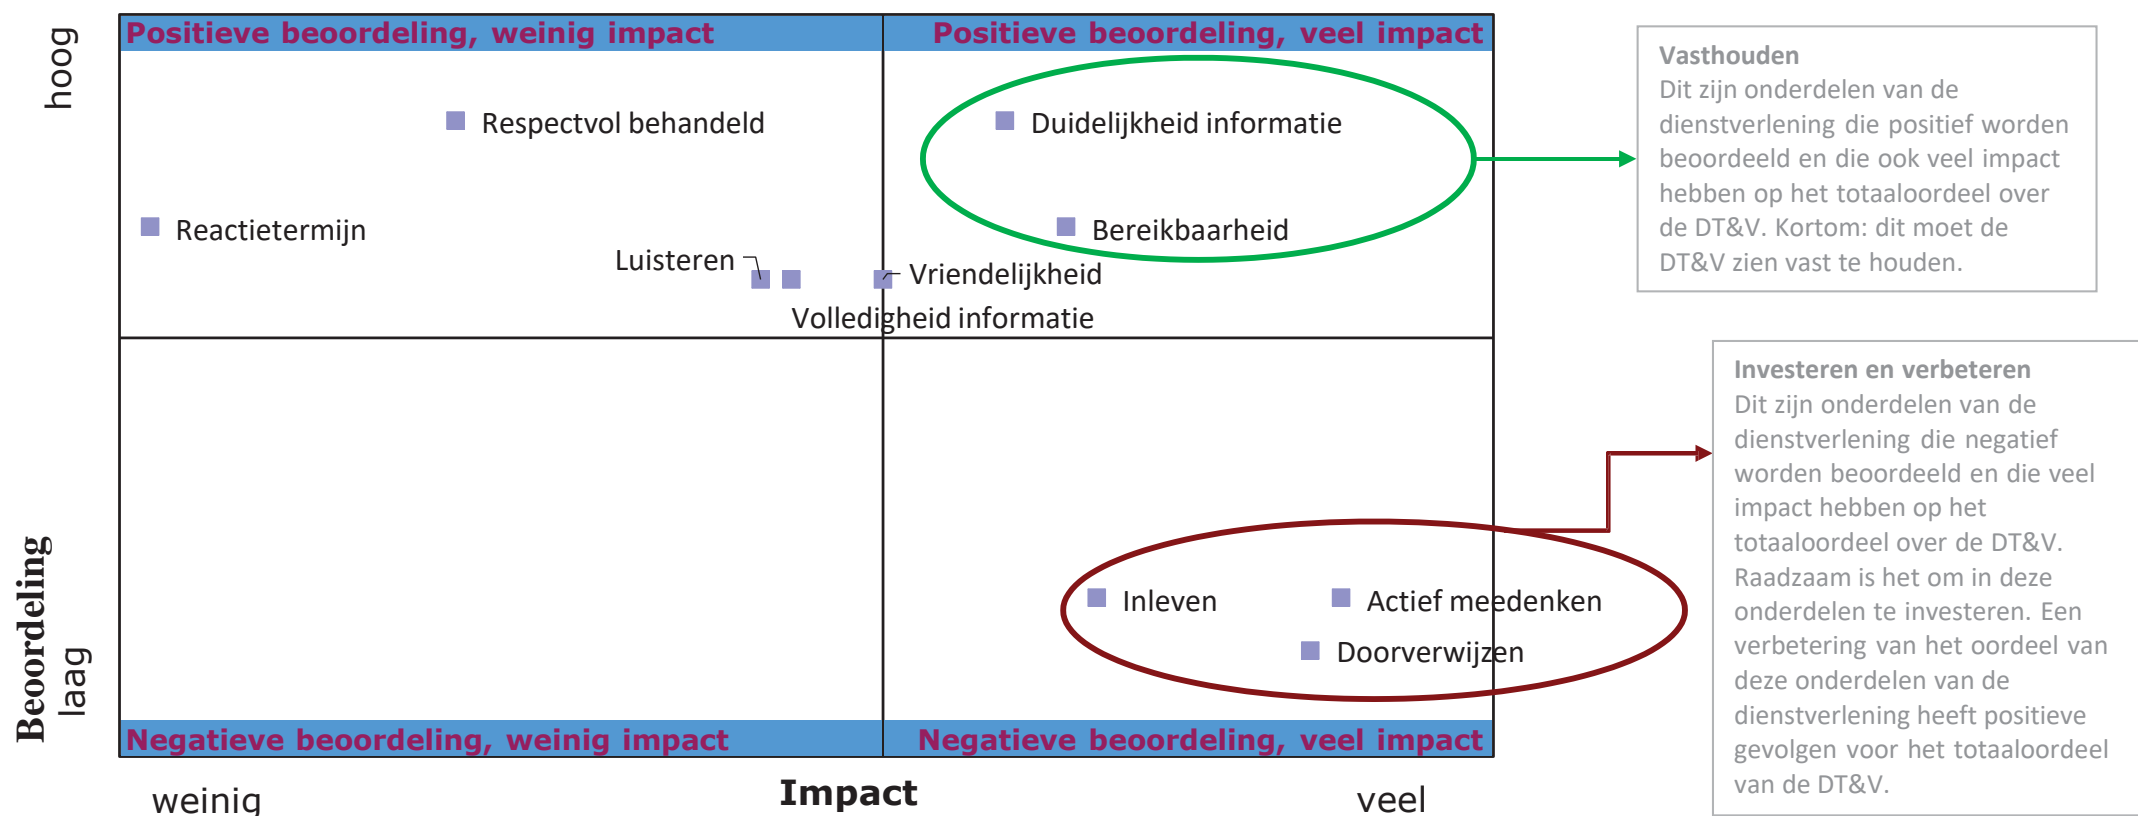 hoog
Positieve beoordeling, weinig impact
Positieve beoordeling, veel impact
Respectvol behandeld
Duidelijkheid informatie
Reactietermijn
Bereikbaarheid
Luisteren
Vriendelijkheid
Volledigheid informatie
Vasthouden
Dit zijn onderdelen van de
dienstverlening die positief worden
beoordeeld en die ook veel impact
hebben op het totaaloordeel over
de DT&V. Kortom: dit moet de
DT&V zien vast te houden.
Inleven
Actief meedenken
Doorverwijzen
Investeren en verbeteren
Dit zijn onderdelen van de
dienstverlening die negatief
worden beoordeeld en die veel
impact hebben op het
totaaloordeel over de DT&V.
Raadzaam is het om in deze
onderdelen te investeren. Een
verbetering van het oordeel van
deze onderdelen van de
dienstverlening heeft positieve
gevolgen voor het totaaloordeel
van de DT&V.
Beoordeling
laag
Negatieve beoordeling, weinig impact
Negatieve beoordeling, veel impact
weinig
Impact
veel